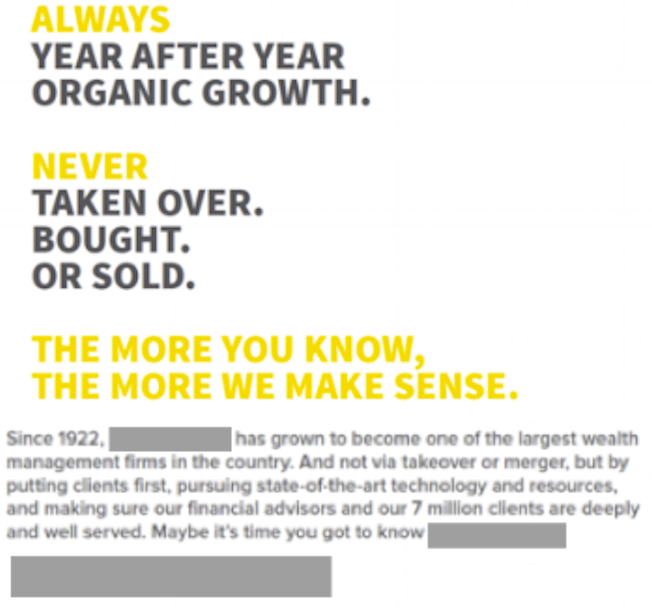 ALWAYS
YEAR AFTER YEAR
ORGANIC GROWTH.
NEVER
TAKEN OVER.
BOUGHT.
OR SOLD.
THE MORE YOU KNOW,
THE MORE WE MAKE SENSE.
Since 1922, has grown to become one of the largest wealth
management firms in the country. And not via takeover or merger, but by
putting clients first, pursuing state-of-the-art technology and resources,
and making sure our financial advisors and our 7 million clients are deeply
and well served. Maybe it's time you got to know